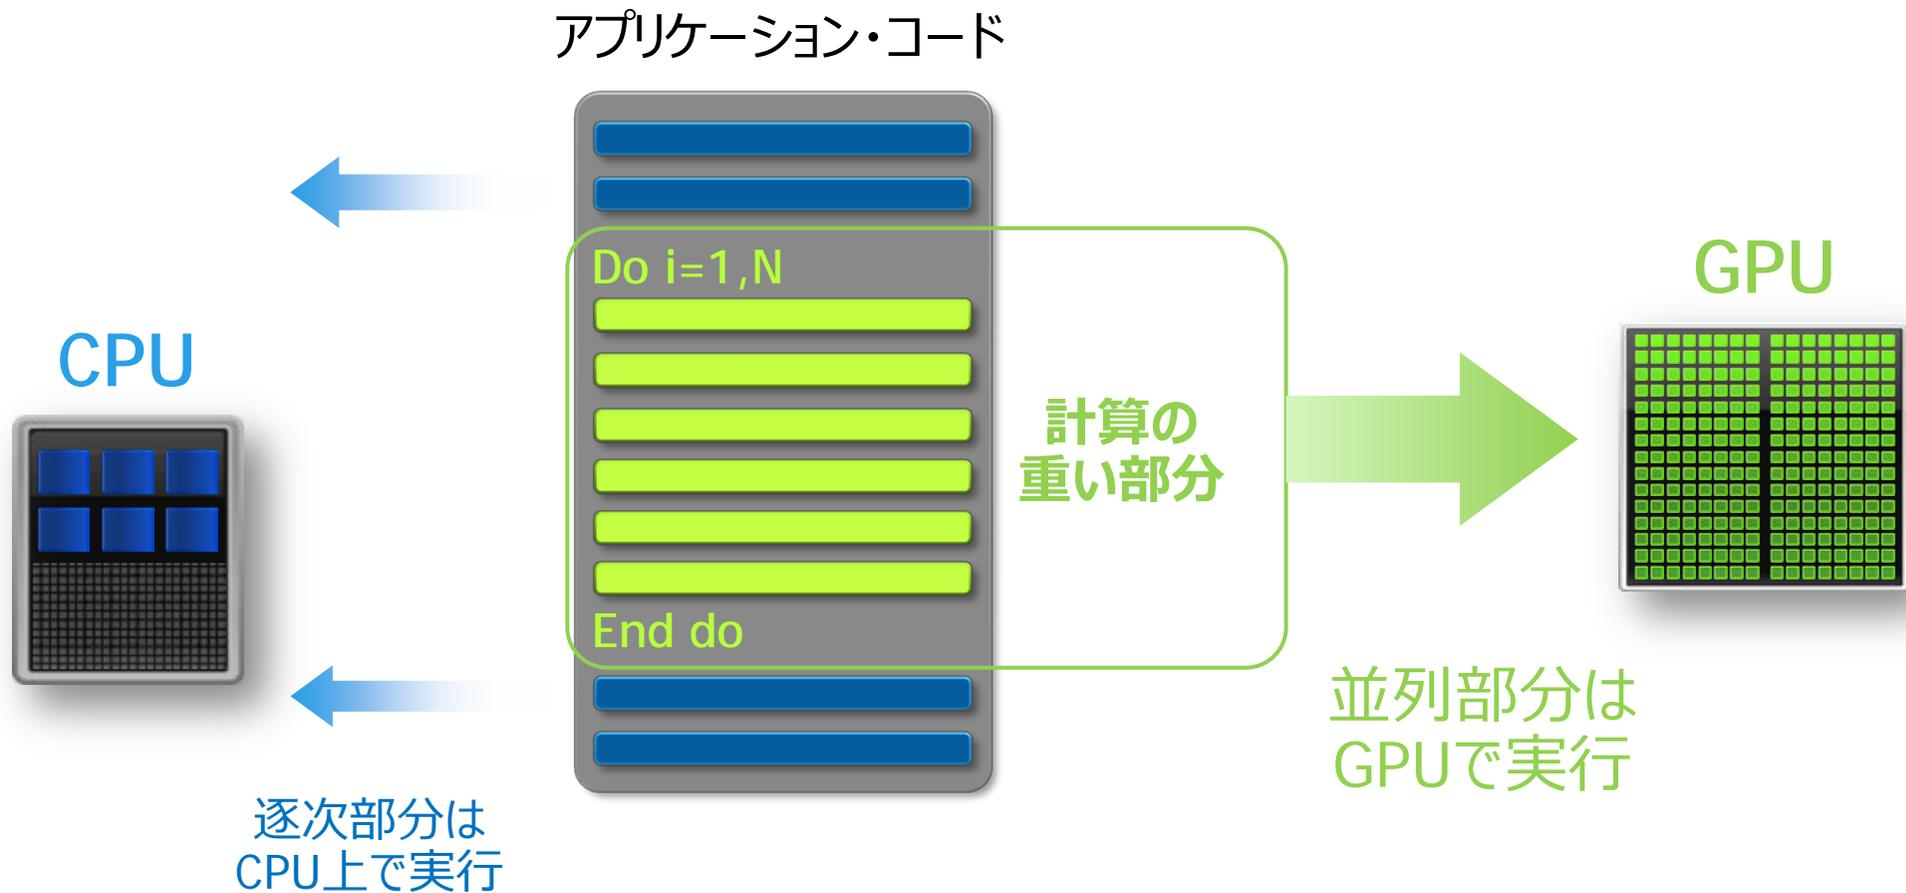 アプリケーション・コード
Do i=1,N
GPU
CPU
計算の
重い部分
End do
並列部分は
GPUで実行
逐次部分は
CPU上で実行